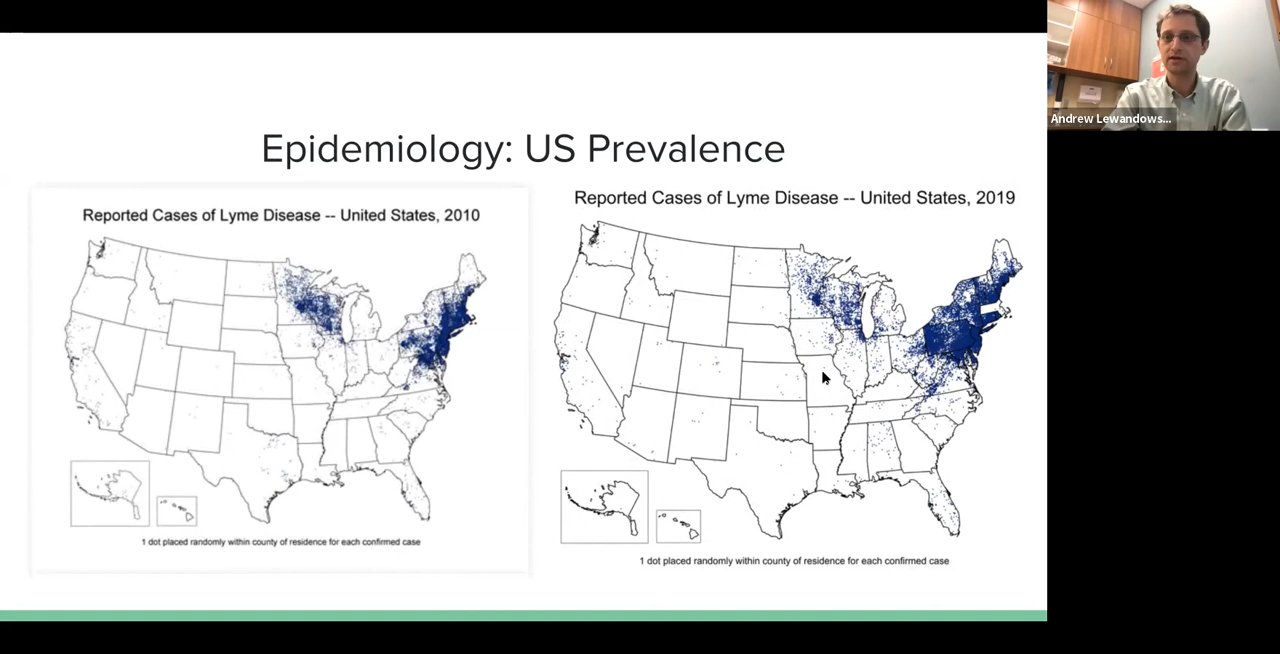 Epidemiology: US Prevalence
Reported Cases of Lyme Disease -- United States, 2010
1 dot placed randomly within county of residence for each confirmed case
Reported Cases of Lyme Disease -- United States, 2019
1 dot placed randomly within county of residence for each confirmed case
Andrew Lewandows...